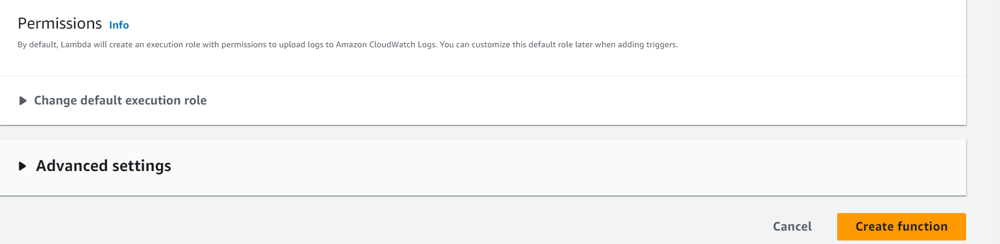 Permissions Info
By default, Lambda will create an execution role with permissions to upload logs to Amazon CloudWatch Logs. You can customize this default role later when adding triggers.
Change default execution role
Advanced settings
Cancel Create function